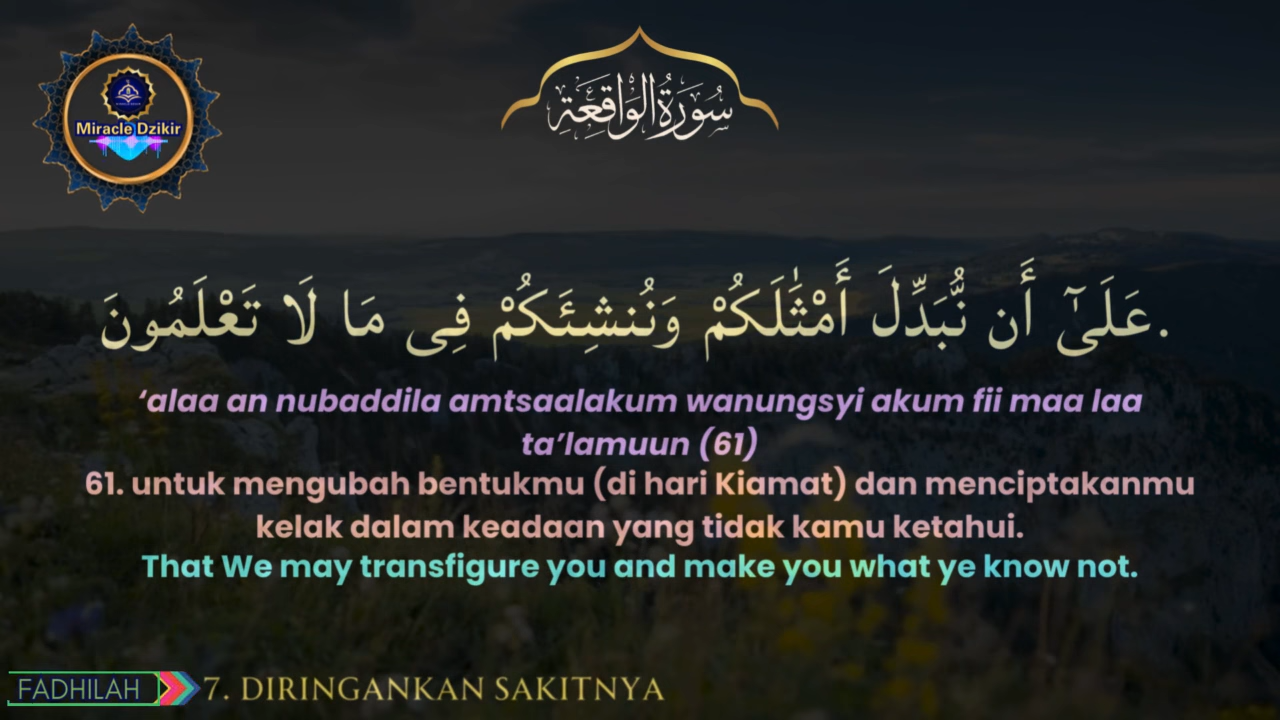 Miracle Dzikir
سُورَةُ الْوَاقِعَةِ
عَلَىٰٓ أَن نُّبَدِّلَ أَمْثَٰلَكُمْ وَنُنشِئَكُمْ فِى مَا لَا تَعْلَمُونَ.
‘alaa an nubaddila amtsaalakum wanungsyi akum fii maa laa
ta’lamuun (61)
61. untuk mengubah bentukmu (di hari Kiamat) dan menciptakanmu
kelak dalam keadaan yang tidak kamu ketahui.
That We may transfigure you and make you what ye know not.
FADHILAH 7. DIRINGANKAN SAKITNYA